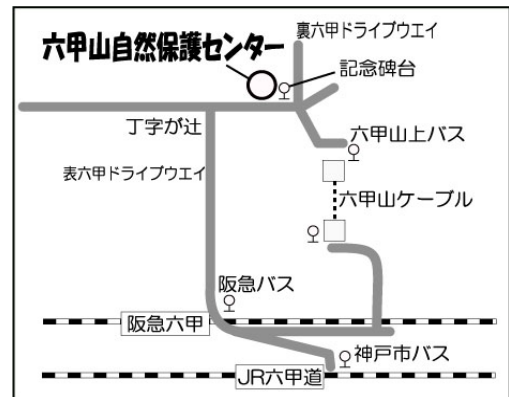 裏六甲ドライブウエイ
六甲山自然保護センター
記念碑台
丁字が辻
六甲山上バス
表六甲ドライブウエイ
六甲山ケーブル
阪急バス
阪急六甲
神戸市バス
JR六甲道